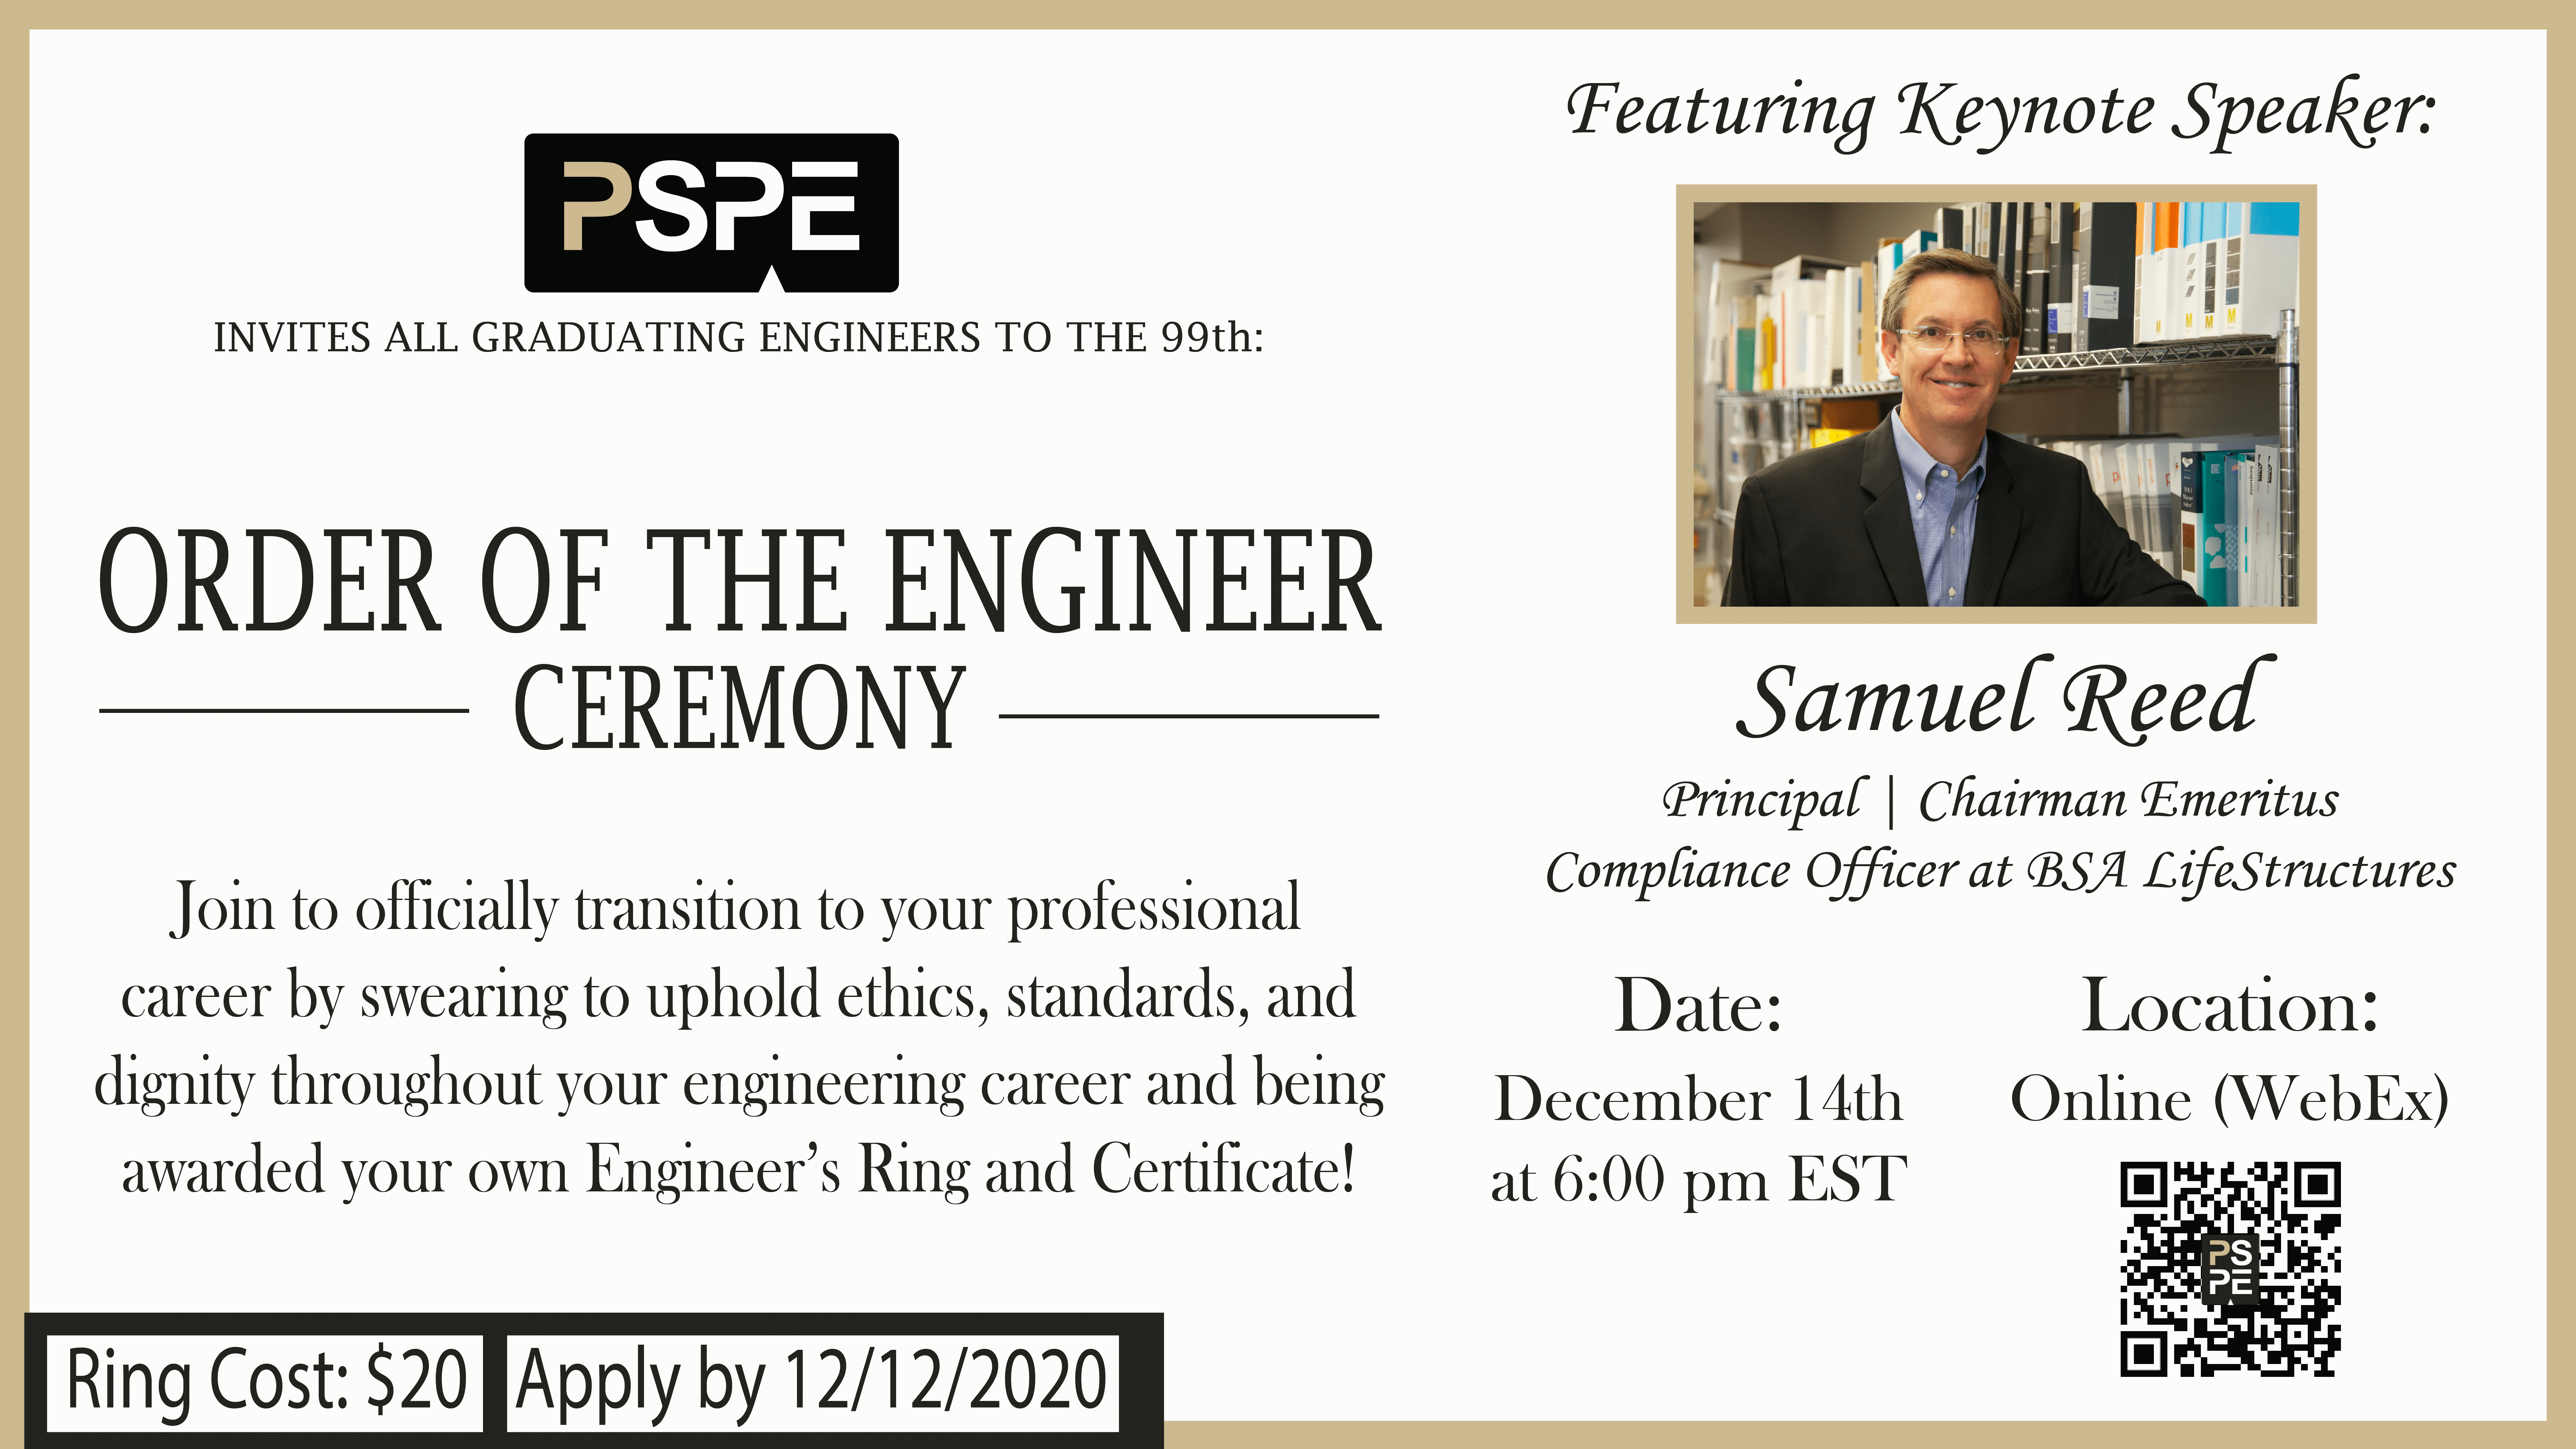 PSPE
INVITES ALL GRADUATING ENGINEERS TO THE 99th:
ORDER OF THE ENGINEER
CEREMONY
Join to officially transition to your professional
career by swearing to uphold ethics, standards, and
dignity throughout your engineering career and being
awarded your own Engineer’s Ring and Certificate!
Ring Cost: $20
Apply by 12/12/2020
Featuring Keynote Speaker:
Samuel Reed
Principal | Chairman Emeritus
Compliance Officer at BSA LifeStructures
Date:
December 14th
at 6:00 pm EST
Location:
Online (WebEx)
PS
PE